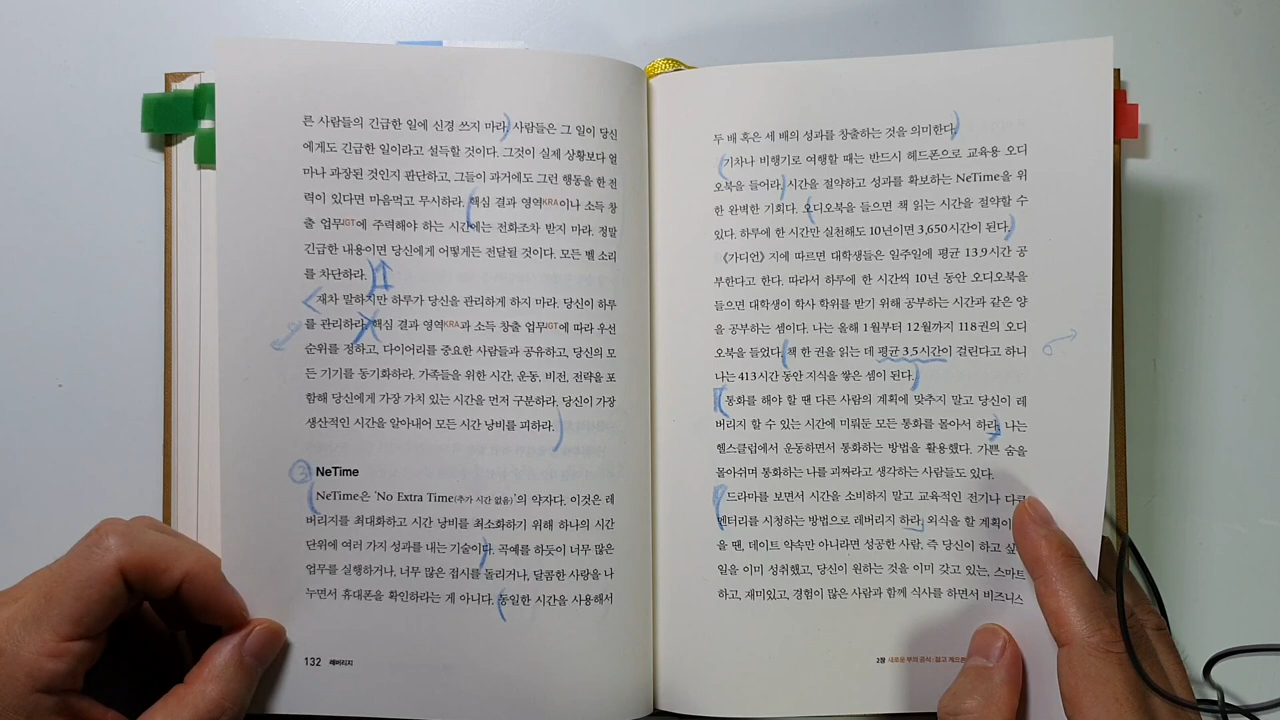 른 사람들의 긴급한 일에 신경 쓰지 마라. 사람들은 그 일이 당신
에게도 긴급한 일이라고 설득할 것이다. 그것이 실제 상황보다 얼
마나 과장된 것인지 판단하고, 그들이 과거에도 그런 행동을 한 전
력이 있다면 마음먹고 무시하라. 핵심 결과 영역KRA이나 소득 창
출 업무IGT에 주력해야 하는 시간에는 전화조차 받지 마라. 정말
긴급한 내용이면 당신에게 어떻게든 전달될 것이다. 모든 벨 소리
를 차단하라.
재차 말하지만 하루가 당신을 관리하게 하지 마라. 당신이 하루
를 관리하라. 핵심 결과 영역KRA과 소득 창출 업무IGT에 따라 우선
순위를 정하고, 다이어리를 중요한 사람들과 공유하고, 당신의 모
든 기기를 동기화하라. 가족들을 위한 시간, 운동, 비전, 전략을 포
함해 당신에게 가장 가치 있는 시간을 먼저 구분하라. 당신이 가장
생산적인 시간을 알아내어 모든 시간 낭비를 피하라.
3 NeTime
NeTime은 ‘No Extra Time(추가 시간 없음)’의 약자다. 이것은 레
버리지를 최대화하고 시간 낭비를 최소화하기 위해 하나의 시간
단위에 여러 가지 성과를 내는 기술이다. 곡예를 하듯이 너무 많은
업무를 실행하거나, 너무 많은 접시를 돌리거나, 달콤한 사랑을 나
누면서 휴대폰을 확인하라는 게 아니다. 동일한 시간을 사용해서
132 레버리지
두 배 혹은 세 배의 성과를 창출하는 것을 의미한다.
기차나 비행기로 여행할 때는 반드시 헤드폰으로 교육용 오디
오북을 들어라. 시간을 절약하고 성과를 확보하는 NeTime을 위
한 완벽한 기회다. 오디오북을 들으면 책 읽는 시간을 절약할 수
있다. 하루에 한 시간만 실천해도 10년이면 3,650시간이 된다.
《가디언》지에 따르면 대학생들은 일주일에 평균 13.9시간 공
부한다고 한다. 따라서 하루에 한 시간씩 10년 동안 오디오북을
들으면 대학생이 학사 학위를 받기 위해 공부하는 시간과 같은 양
을 공부하는 셈이다. 나는 올해 1월부터 12월까지 118권의 오디
오북을 들었다. 책 한 권을 읽는 데 평균 3.5시간이 걸린다고 하니
나는 413시간 동안 지식을 쌓은 셈이 된다.
통화를 해야 할 땐 다른 사람의 계획에 맞추지 말고 당신이 레
버리지 할 수 있는 시간에 미뤄둔 모든 통화를 몰아서 하라. 나는
헬스클럽에서 운동하면서 통화하는 방법을 활용했다. 가쁜 숨을
몰아쉬며 통화하는 나를 괴짜라고 생각하는 사람들도 있다.
드라마를 보면서 시간을 소비하지 말고 교육적인 전기나 다큐
멘터리를 시청하는 방법으로 레버리지 하라. 외식을 할 계획이
을 땐, 데이트 약속만 아니라면 성공한 사람, 즉 당신이 하고 싶
일을 이미 성취했고, 당신이 원하는 것을 이미 갖고 있는, 스마트
하고, 재미있고, 경험이 많은 사람과 함께 식사를 하면서 비즈니스
2장 새로운 부의 공식: 젊고 게으른